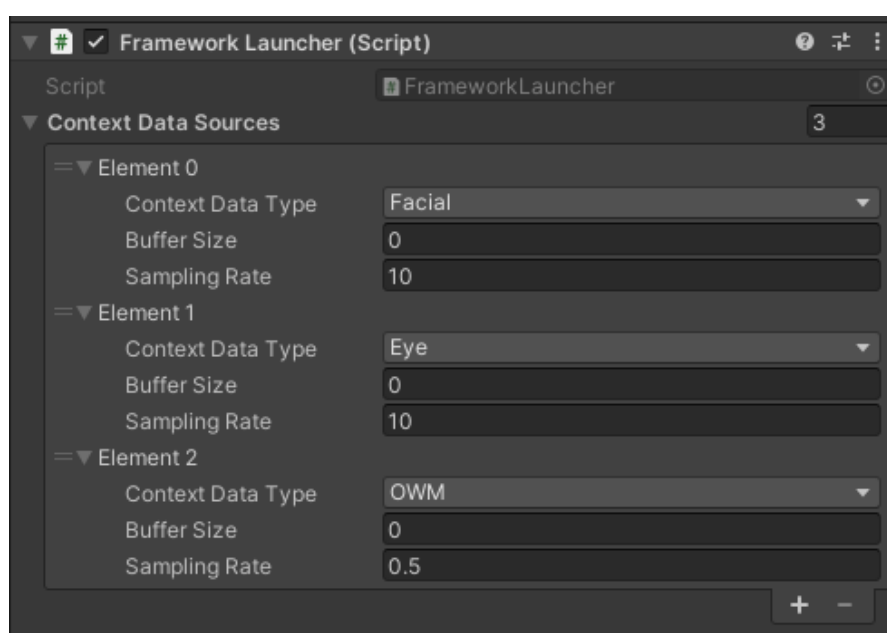 Framework Launcher (Script)
Script FrameworkLauncher
Context Data Sources 3
Element 0
Context Data Type Facial
Buffer Size 0
Sampling Rate 10
Element 1
Context Data Type Eye
Buffer Size 0
Sampling Rate 10
Element 2
Context Data Type OWM
Buffer Size 0
Sampling Rate 0.5